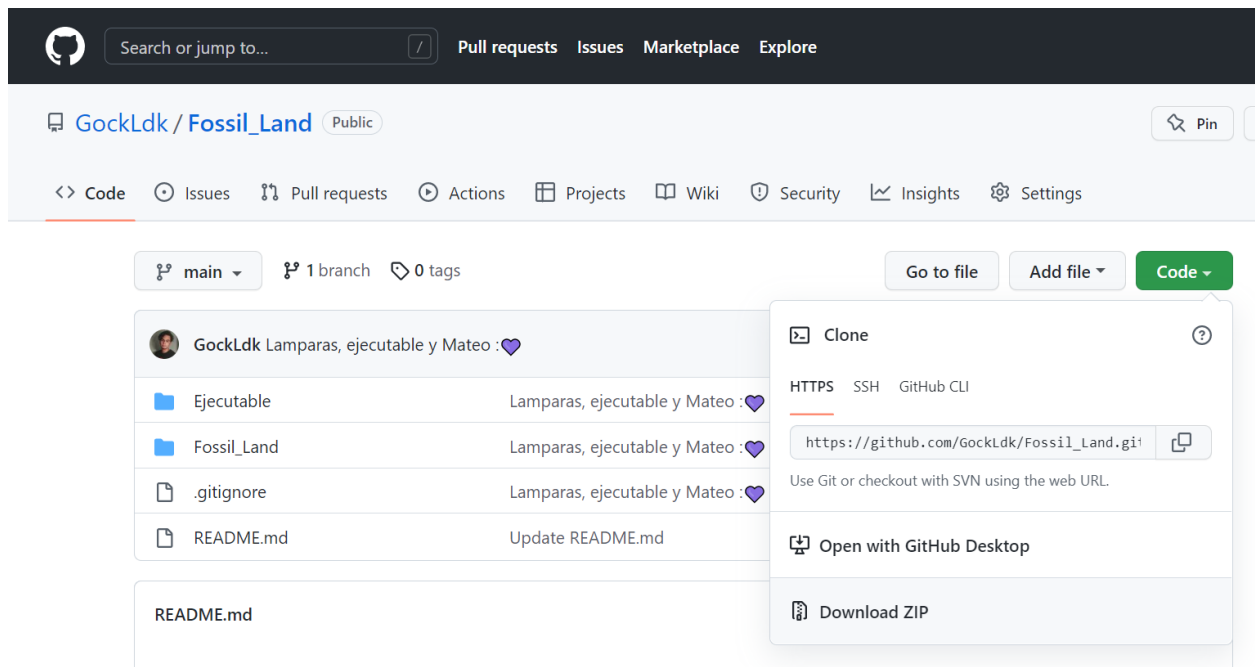 Search or jump to... / Pull requests Issues Marketplace Explore
GockLdk / Fossil_Land Public Pin
Code Issues Pull requests Actions Projects Wiki Security Insights Settings
main 1 branch 0 tags Go to file Add file Code
GockLdk Lamparas, ejecutable y Mateo :💜
Ejecutable Lamparas, ejecutable y Mateo :💜
Fossil_Land Lamparas, ejecutable y Mateo :💜
.gitignore Lamparas, ejecutable y Mateo :💜
README.md Update README.md
README.md
Clone
HTTPS SSH GitHub CLI
https://github.com/GockLdk/Fossil_Land.git
Use Git or checkout with SVN using the web URL.
Open with GitHub Desktop
Download ZIP